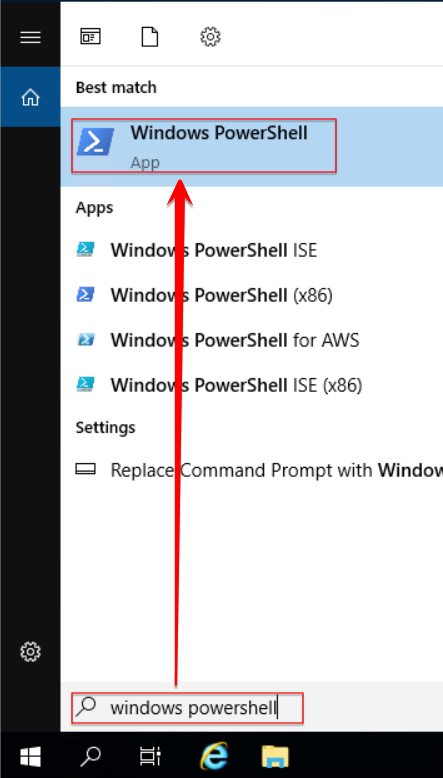 Best match
Windows PowerShell
App
Apps
Windows PowerShell ISE
Windows PowerShell (x86)
Windows PowerShell for AWS
Windows PowerShell ISE (x86)
Settings
Replace Command Prompt with Window
windows powershell